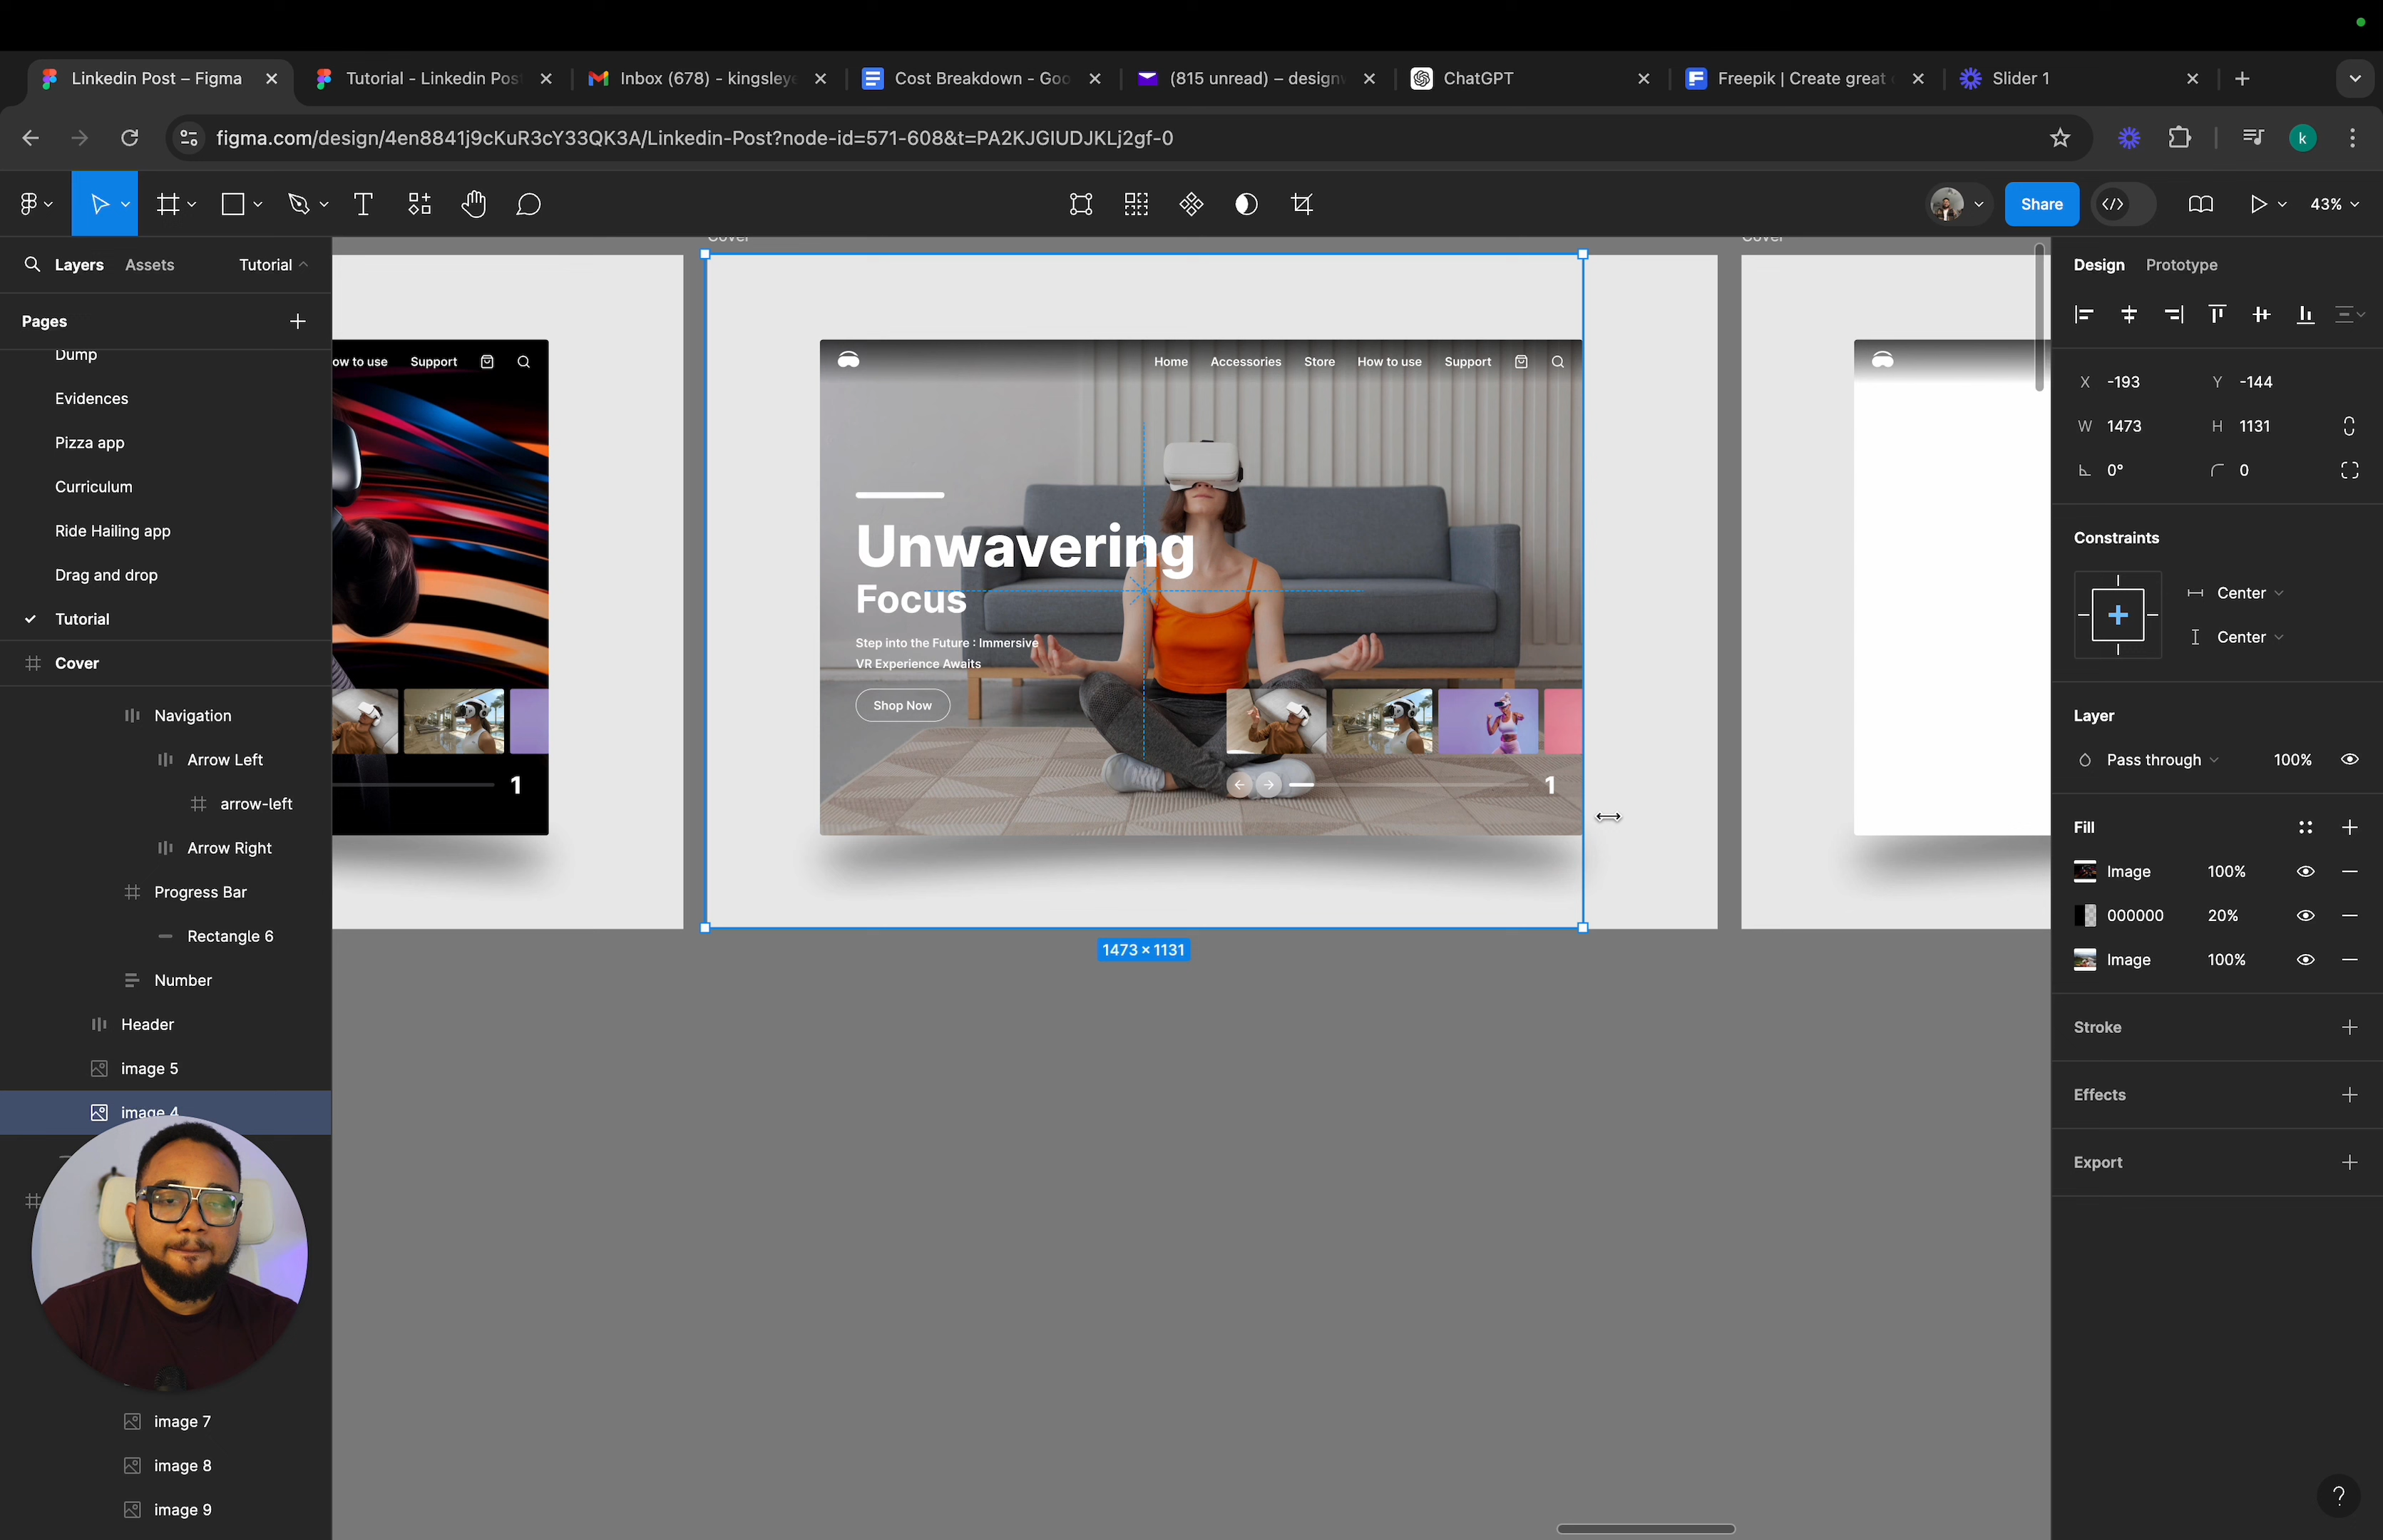 Linkedin Post – Figma
Tutorial - Linkedin Pos
Inbox (678) - kingsleye
Cost Breakdown - Goo
(815 unread) – design
ChatGPT
Freepik | Create great
Slider 1
figma.com/design/4en8841j9cKuR3cY33QK3A/Linkedin-Post?node-id=571-608&t=PA2KJGIUDJKLj2gf-0
k
Share
43%
Layers
Assets
Tutorial
Pages
Dump
Evidences
Pizza app
Curriculum
Ride Hailing app
Drag and drop
Tutorial
Cover
Navigation
Arrow Left
arrow-left
Arrow Right
Progress Bar
Rectangle 6
Number
Header
image 5
image 4
image 7
image 8
image 9
ow to use
Support
1
Cover
Home
Accessories
Store
How to use
Support
Unwavering
Focus
Step into the Future : Immersive
VR Experience Awaits
Shop Now
1
1473 × 1131
Cover
Design
Prototype
X -193
Y -144
W 1473
H 1131
0°
0
Constraints
Center
Center
Layer
Pass through
100%
Fill
Image 100%
000000 20%
Image 100%
Stroke
Effects
Export
?